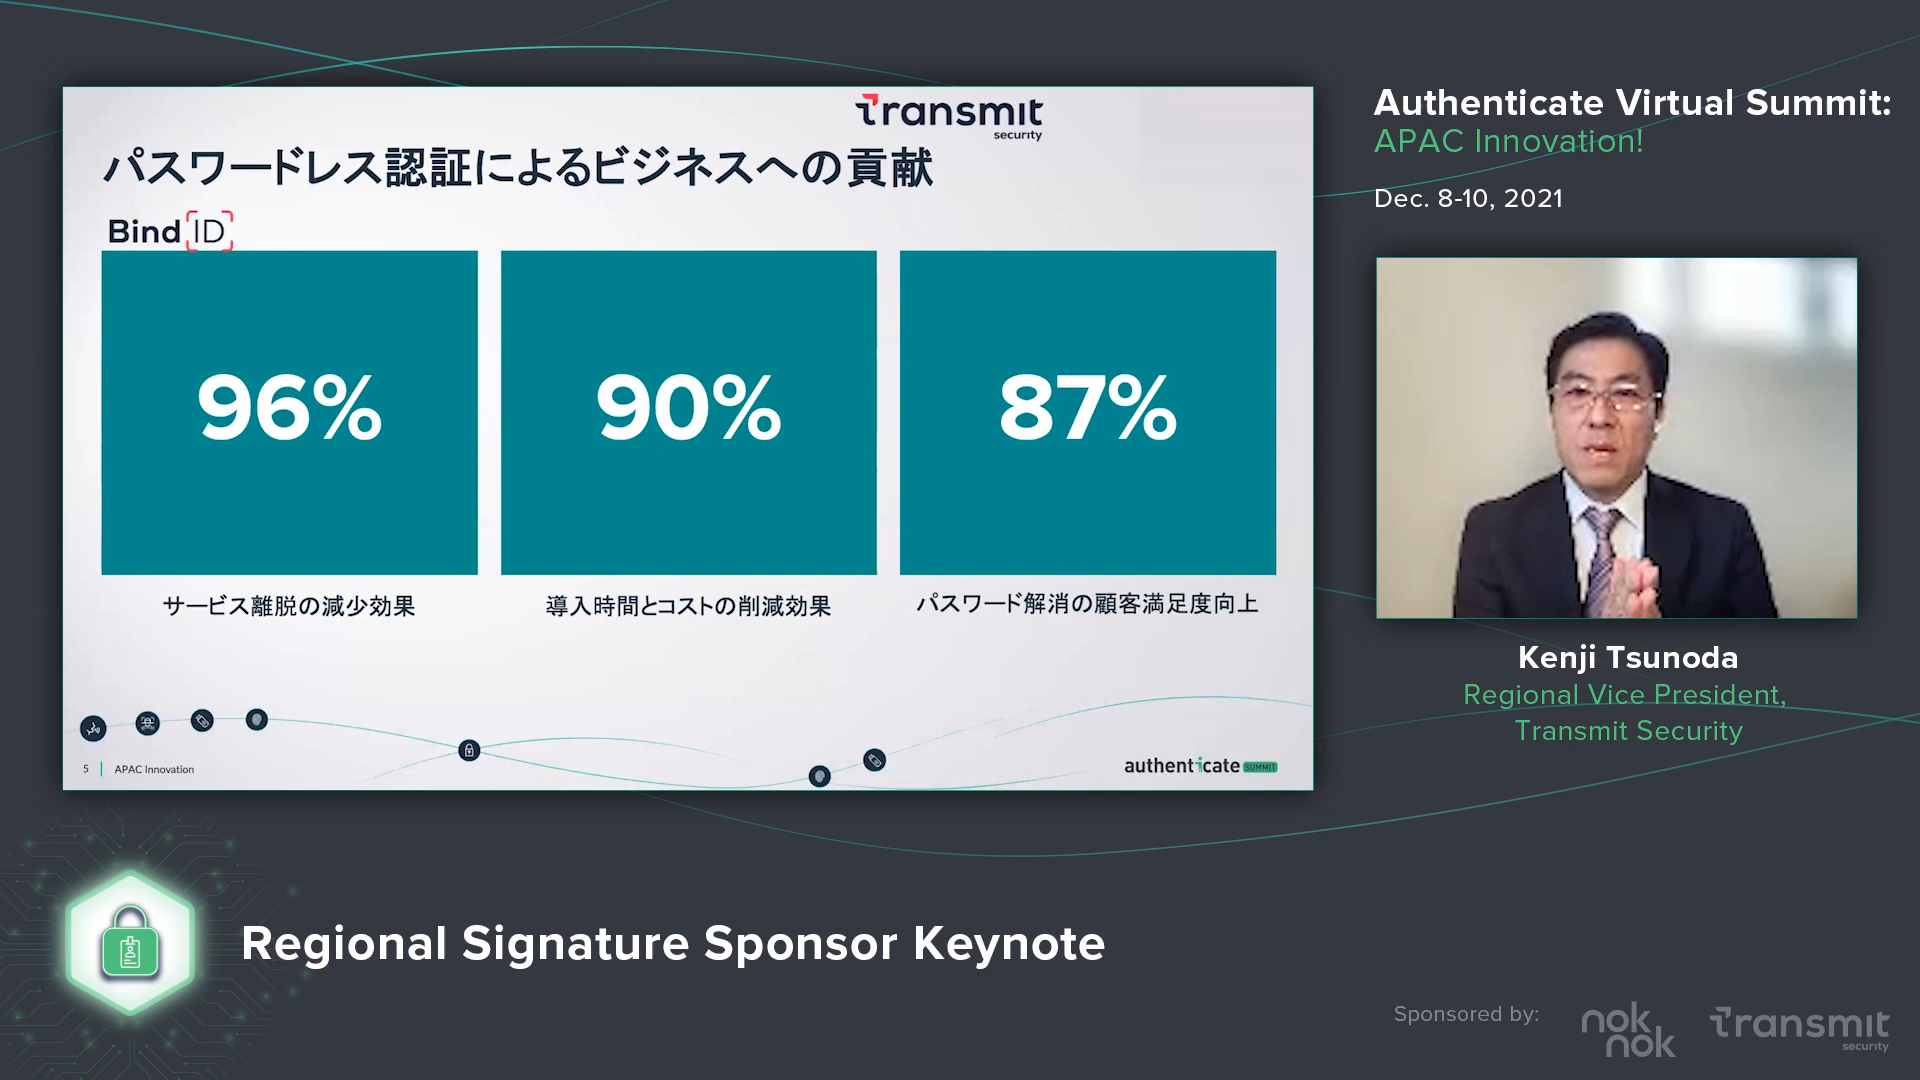 Transmit
security
パスワードレス認証によるビジネスへの貢献
Bind ID
96%
90%
87%
サービス離脱の減少効果
導入時間とコストの削減効果
パスワード解消の顧客満足度向上
5 | APAC Innovation
authenticate SUMMIT
Authenticate Virtual Summit:
APAC Innovation!
Dec. 8-10, 2021
Kenji Tsunoda
Regional Vice President,
Transmit Security
Regional Signature Sponsor Keynote
Sponsored by:
nok
nok
Transmit
security